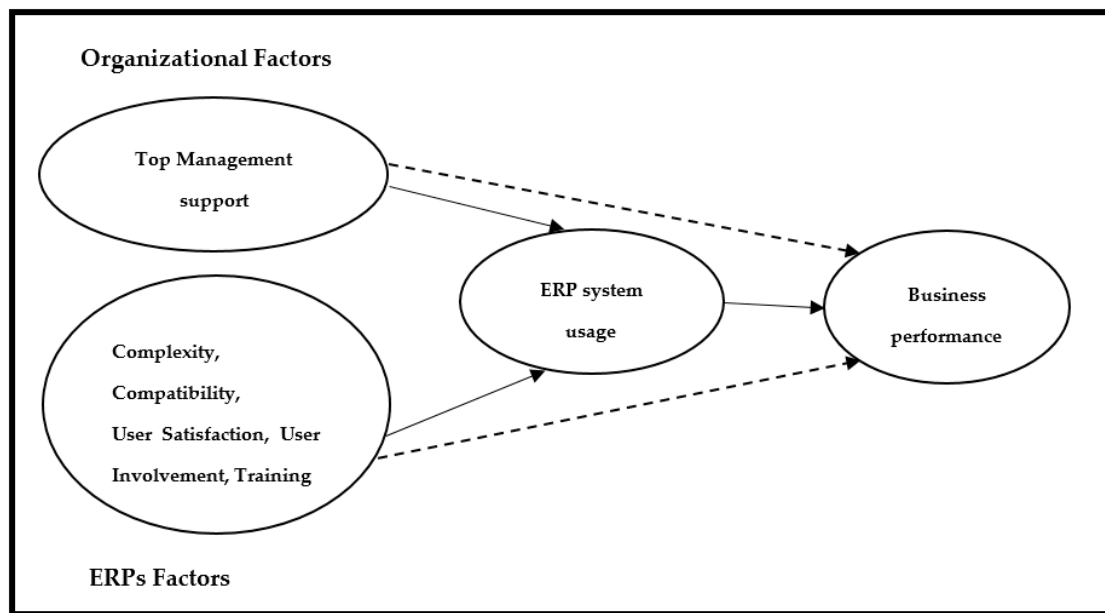 Organizational Factors
Top Management
support
ERP system
usage
Business
performance
Complexity,
Compatibility,
User Satisfaction, User
Involvement, Training
ERPs Factors